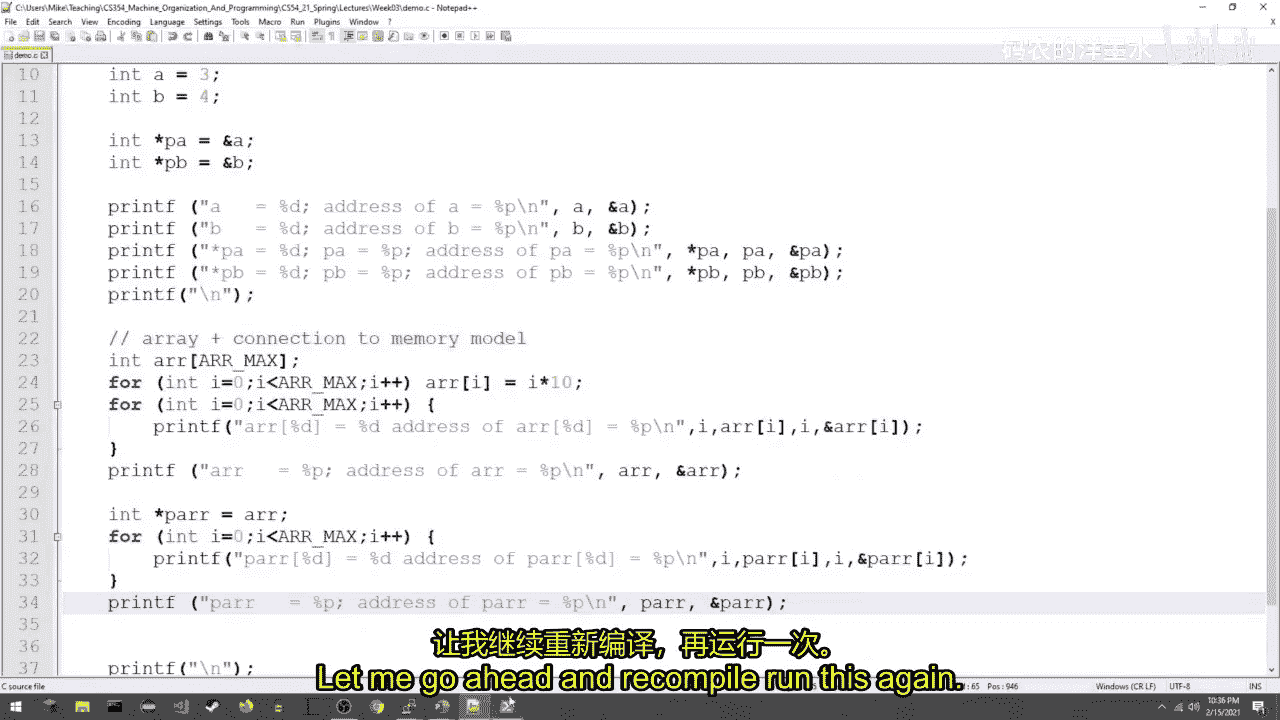 C:\Users\Mike\Teaching\CS354_Machine_Organization_And_Programming\CS54_21_Spring\Lectures\Week03\demo.c - Notepad++
File Edit Search View Encoding Language Settings Tools Macro Run Plugins Window ?
demo.c
10 int a = 3;
11 int b = 4;
12
13 int *pa = &a;
14 int *pb = &b;
15
16 printf ("a   = %d; address of a = %p\n", a, &a);
17 printf ("b   = %d; address of b = %p\n", b, &b);
18 printf ("*pa = %d; pa = %p; address of pa = %p\n", *pa, pa, &pa);
19 printf ("*pb = %d; pb = %p; address of pb = %p\n", *pb, pb, &pb);
20 printf("\n");
21
22 // array + connection to memory model
23 int arr[ARR_MAX];
24 for (int i=0;i<ARR_MAX;i++) arr[i] = i*10;
25 for (int i=0;i<ARR_MAX;i++) {
26     printf("arr[%d] = %d address of arr[%d] = %p\n",i,arr[i],i,&arr[i]);
27 }
28 printf ("arr   = %p; address of arr = %p\n", arr, &arr);
29
30 int *parr = arr;
31 for (int i=0;i<ARR_MAX;i++) {
32     printf("parr[%d] = %d address of parr[%d] = %p\n",i,parr[i],i,&parr[i]);
33 }
34 printf ("parr   = %p; address of parr = %p\n", parr, &parr);
35
36
37 printf("\n");
让我继续重新编译，再运行一次。
Let me go ahead and recompile run this again.
C source file
: 65 Pos : 946
Windows (CR LF)
UTF-8
INS
10:36 PM
2/15/2021